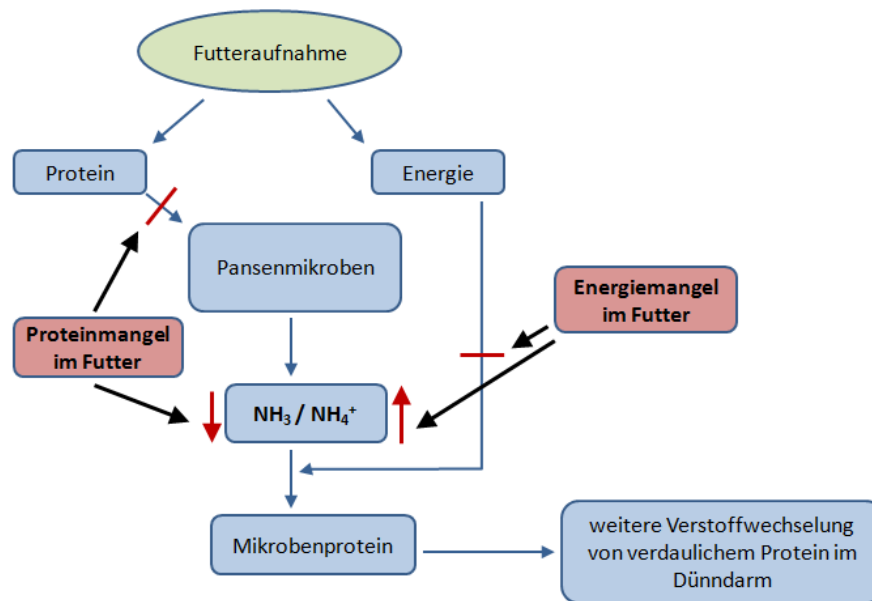 Futteraufnahme
Protein
Energie
Pansenmikroben
Energiemangel
im Futter
Proteinmangel
im Futter
NH₃ / NH₄⁺
Mikrobenprotein
weitere Verstoffwechselung
von verdaulichem Protein im
Dünndarm